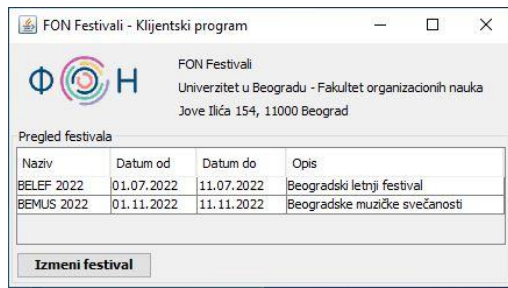 FON Festivali - Klijentski program
ФОН
FON Festivali
Univerzitet u Beogradu - Fakultet organizacionih nauka
Jove Ilića 154, 11000 Beograd
Pregled festivala
Naziv Datum od Datum do Opis
BELEF 2022 01.07.2022 11.07.2022 Beogradski letnji festival
BEMUS 2022 01.11.2022 11.11.2022 Beogradske muzičke svečanosti
Izmeni festival